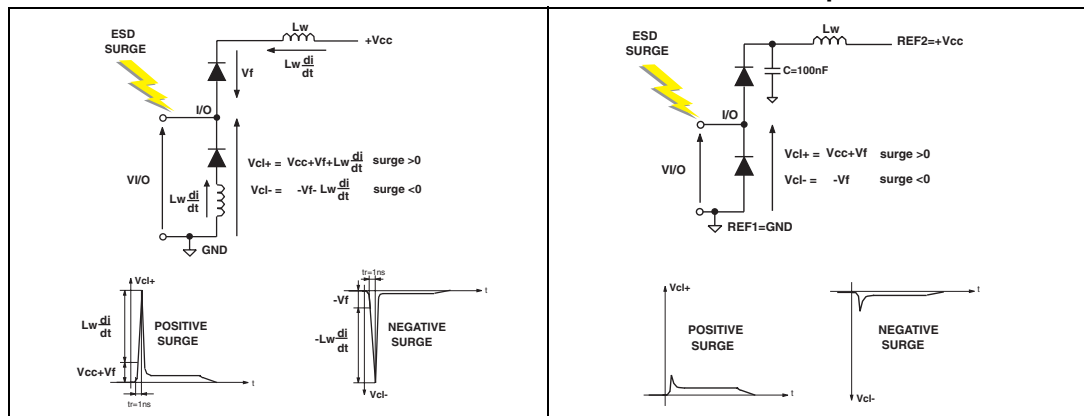 ESD
SURGE
Lw
+Vcc
Lw di/dt
Vf
I/O
VI/O
Vcl+ = Vcc+Vf+Lw di/dt surge >0
Vcl- = -Vf- Lw di/dt surge <0
Lw di/dt
GND
Vcl+
Lw di/dt
POSITIVE
SURGE
Vcc+Vf
t
tr=1ns
tr=1ns
t
-Vf
-Lw di/dt
NEGATIVE
SURGE
Vcl-
ESD
SURGE
Lw
REF2=+Vcc
C=100nF
I/O
VI/O
Vcl+ = Vcc+Vf surge >0
Vcl- = -Vf surge <0
REF1=GND
Vcl+
POSITIVE
SURGE
t
t
NEGATIVE
SURGE
Vcl-